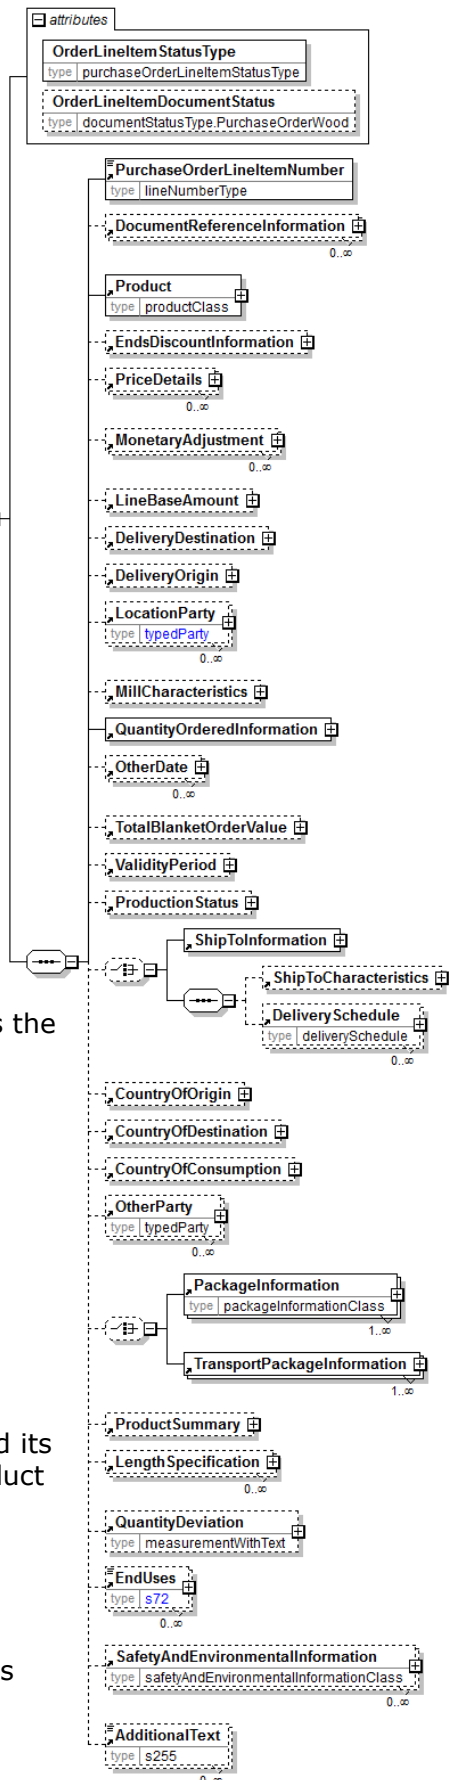 attributes
OrderLineItemStatusType
type purchaseOrderLineItemStatusType
OrderLineItemDocumentStatus
type documentStatusType.PurchaseOrderWood
PurchaseOrderLineItemNumber
type lineNumberType
DocumentReferenceInformation
0..∞
Product
type productClass
EndsDiscountInformation
PriceDetails
0..∞
MonetaryAdjustment
0..∞
LineBaseAmount
DeliveryDestination
DeliveryOrigin
LocationParty
type typedParty
0..∞
MillCharacteristics
QuantityOrderedInformation
OtherDate
0..∞
TotalBlanketOrderValue
ValidityPeriod
ProductionStatus
ShipToInformation
ShipToCharacteristics
DeliverySchedule
type deliverySchedule
0..∞
s the
CountryOfOrigin
CountryOfDestination
CountryOfConsumption
OtherParty
type typedParty
0..∞
PackageInformation
type packageInformationClass
1..∞
TransportPackageInformation
1..∞
ProductSummary
d its
LengthSpecification
duct
0..∞
QuantityDeviation
type measurementWithText
EndUses
type s72
0..∞
SafetyAndEnvironmentalInformation
s
type safetyAndEnvironmentalInformationClass
0..∞
AdditionalText
type s255
0..∞